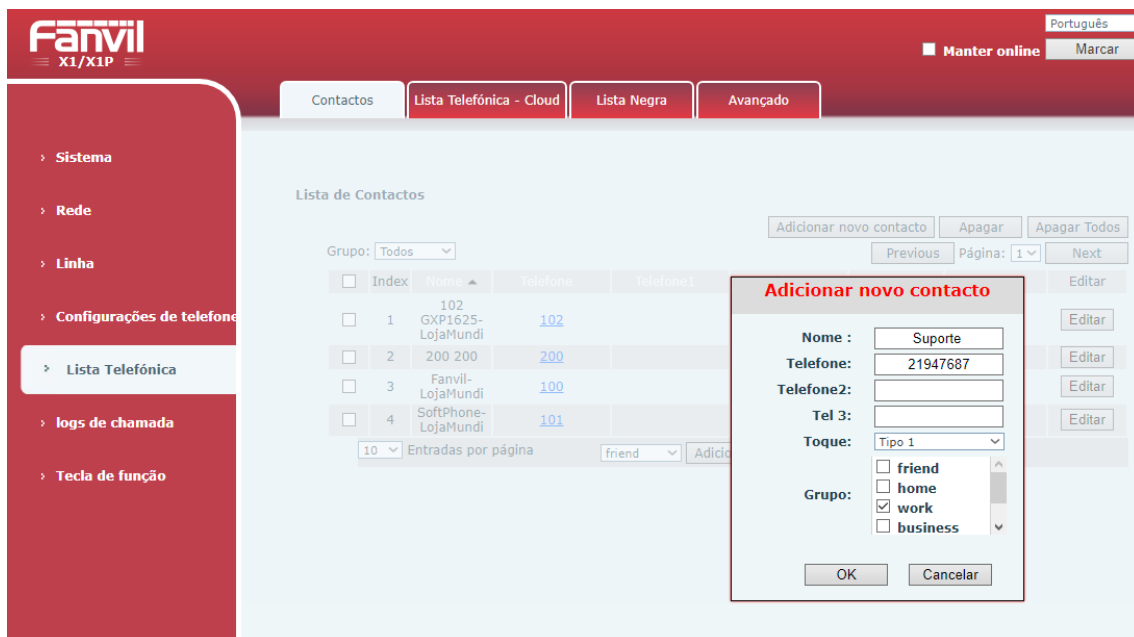 Fanvil
X1/X1P
Português
Manter online
Marcar
Contactos
Lista Telefónica - Cloud
Lista Negra
Avançado
Sistema
Rede
Linha
Configurações de telefone
Lista Telefónica
logs de chamada
Tecla de função
Lista de Contactos
Adicionar novo contacto Apagar Apagar Todos
Grupo: Todos
Previous Página: 1 Next
Index Nome Telefone Telefone1 Editar
1 102 GXP1625-LojaMundi 102 Editar
2 200 200 200 Editar
3 Fanvil-LojaMundi 100 Editar
4 SoftPhone-LojaMundi 101 Editar
10 Entradas por página friend
Adicionar novo contacto
Nome : Suporte
Telefone: 21947687
Telefone2:
Tel 3:
Toque: Tipo 1
Grupo:
friend
home
work
business
OK Cancelar